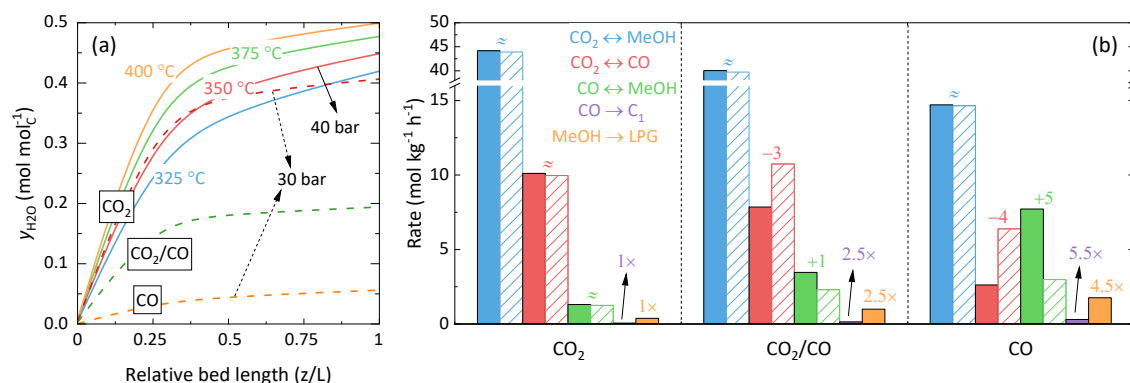 (a)
0.5
0.4
0.3
0.2
0.1
0.0
y_H2O (mol mol_C^−1)
400 °C
375 °C
350 °C
325 °C
40 bar
30 bar
CO₂
CO₂/CO
CO
0 0.25 0.5 0.75 1
Relative bed length (z/L)
(b)
CO₂ ↔ MeOH
CO₂ ↔ CO
CO ↔ MeOH
CO → C₁
MeOH → LPG
45
40
15
10
5
0
Rate (mol kg⁻¹ h⁻¹)
≈
≈
≈
1×
1×
≈
−3
+1
2.5×
2.5×
≈
−4
+5
5.5×
4.5×
CO₂ CO₂/CO CO